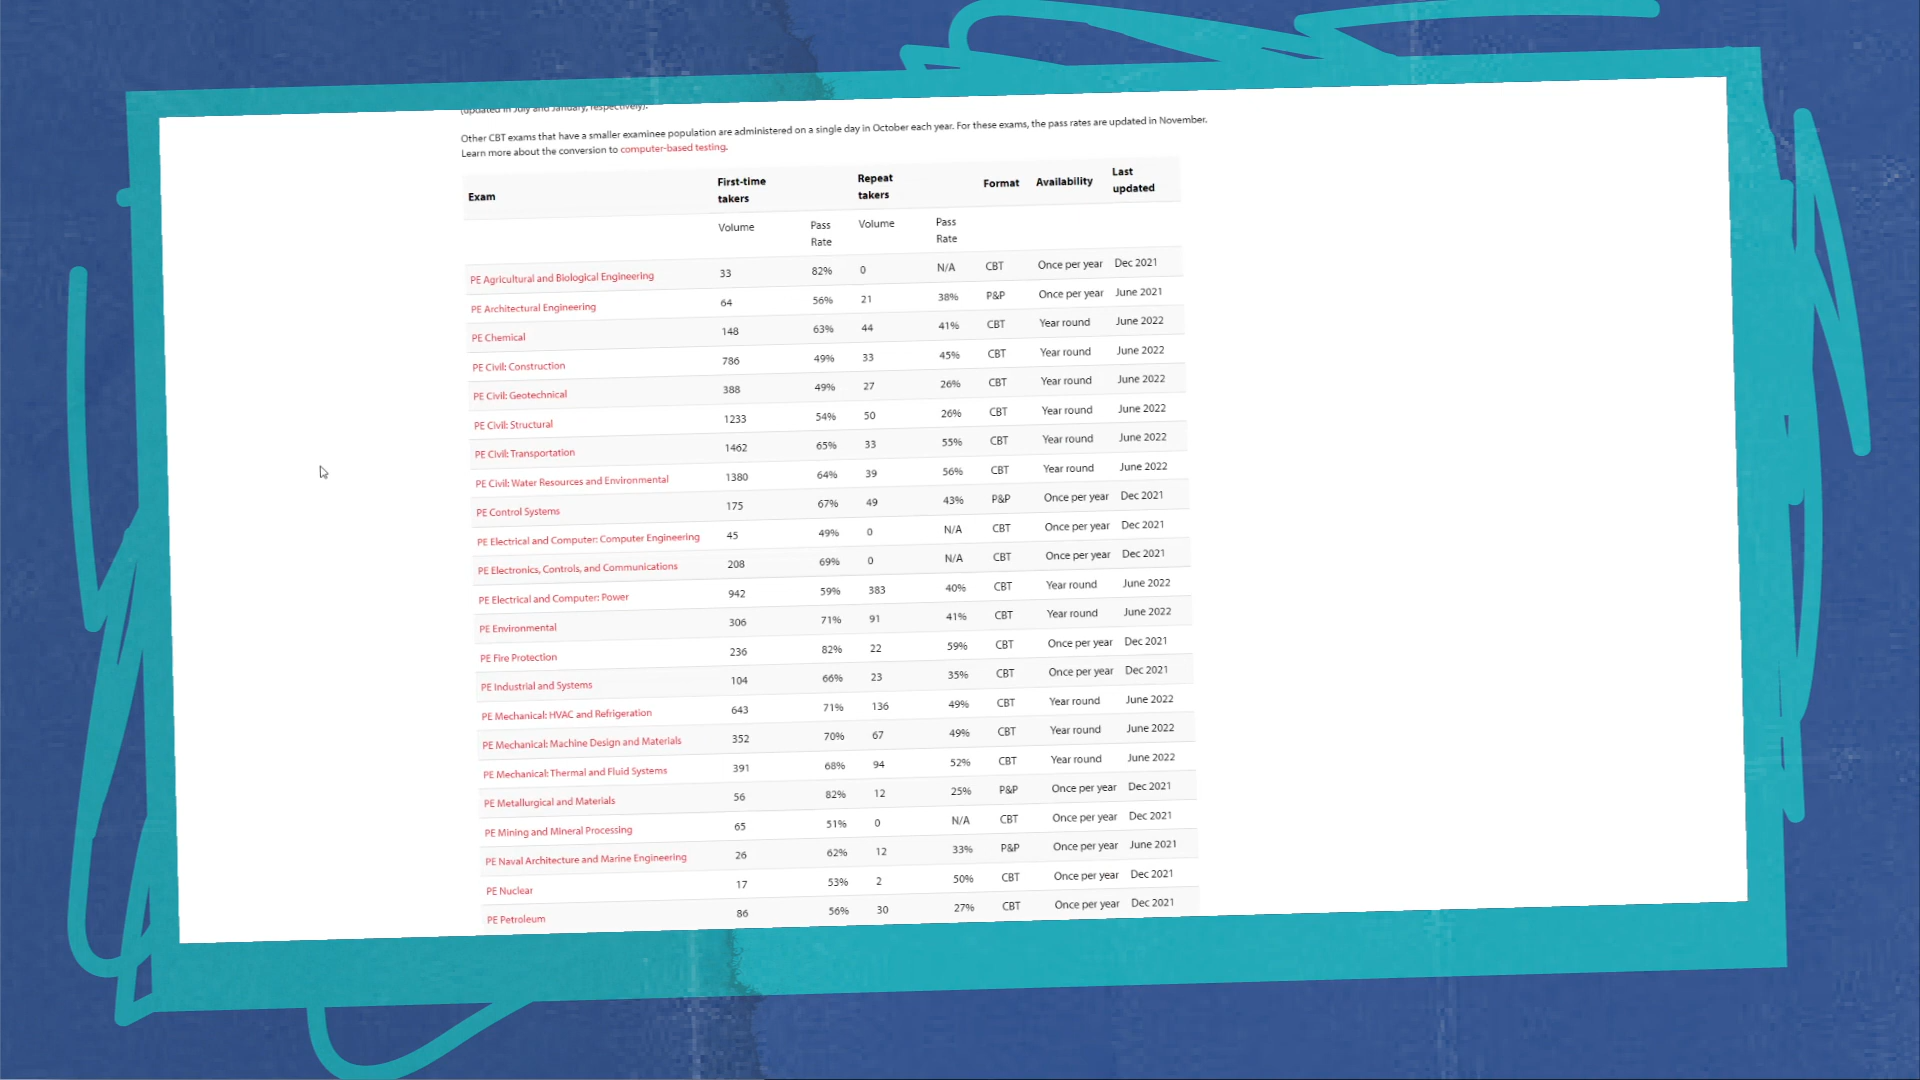 (updated in July and January, respectively).
Other CBT exams that have a smaller examinee population are administered on a single day in October each year. For these exams, the pass rates are updated in November.
Learn more about the conversion to computer-based testing.
Exam First-time takers Repeat takers Format Availability Last updated
Volume Pass Rate Volume Pass Rate
PE Agricultural and Biological Engineering 33 82% 0 N/A CBT Once per year Dec 2021
PE Architectural Engineering 64 56% 21 38% P&P Once per year June 2021
PE Chemical 148 63% 44 41% CBT Year round June 2022
PE Civil: Construction 786 49% 33 45% CBT Year round June 2022
PE Civil: Geotechnical 388 49% 27 26% CBT Year round June 2022
PE Civil: Structural 1233 54% 50 26% CBT Year round June 2022
PE Civil: Transportation 1462 65% 33 55% CBT Year round June 2022
PE Civil: Water Resources and Environmental 1380 64% 39 56% CBT Year round June 2022
PE Control Systems 175 67% 49 43% P&P Once per year Dec 2021
PE Electrical and Computer: Computer Engineering 45 49% 0 N/A CBT Once per year Dec 2021
PE Electronics, Controls, and Communications 208 69% 0 N/A CBT Once per year Dec 2021
PE Electrical and Computer: Power 942 59% 383 40% CBT Year round June 2022
PE Environmental 306 71% 91 41% CBT Year round June 2022
PE Fire Protection 236 82% 22 59% CBT Once per year Dec 2021
PE Industrial and Systems 104 66% 23 35% CBT Once per year Dec 2021
PE Mechanical: HVAC and Refrigeration 643 71% 136 49% CBT Year round June 2022
PE Mechanical: Machine Design and Materials 352 70% 67 49% CBT Year round June 2022
PE Mechanical: Thermal and Fluid Systems 391 68% 94 52% CBT Year round June 2022
PE Metallurgical and Materials 56 82% 12 25% P&P Once per year Dec 2021
PE Mining and Mineral Processing 65 51% 0 N/A CBT Once per year Dec 2021
PE Naval Architecture and Marine Engineering 26 62% 12 33% P&P Once per year June 2021
PE Nuclear 17 53% 2 50% CBT Once per year Dec 2021
PE Petroleum 86 56% 30 27% CBT Once per year Dec 2021